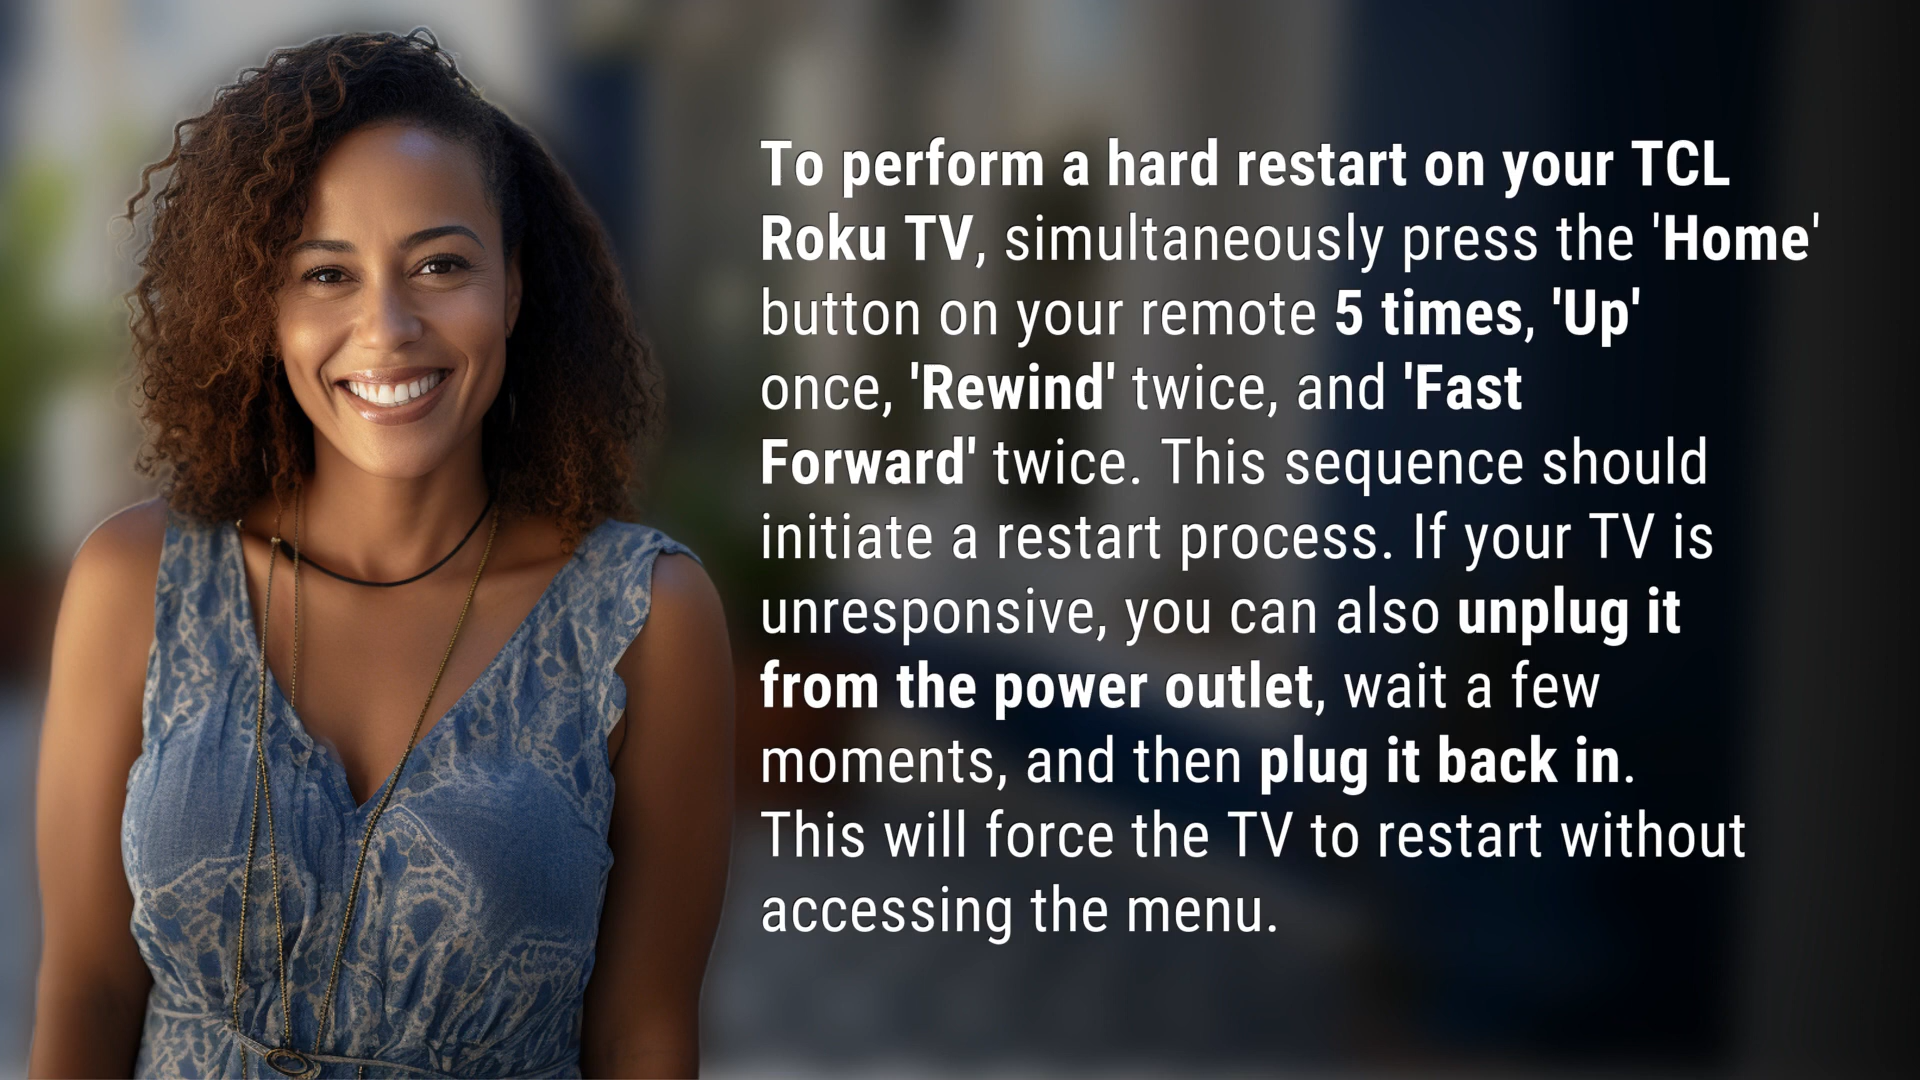 To perform a hard restart on your TCL
Roku TV, simultaneously press the 'Home'
button on your remote 5 times, 'Up'
once, 'Rewind' twice, and 'Fast
Forward' twice. This sequence should
initiate a restart process. If your TV is
unresponsive, you can also unplug it
from the power outlet, wait a few
moments, and then plug it back in.
This will force the TV to restart without
accessing the menu.